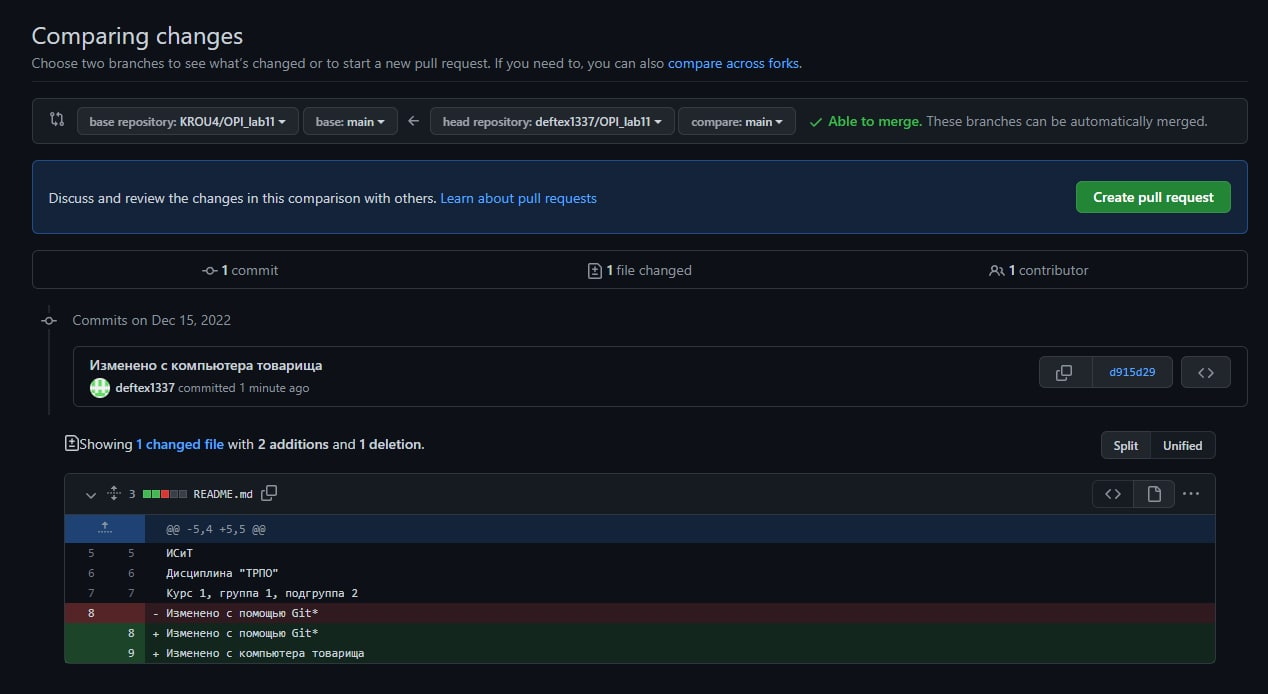 Comparing changes
Choose two branches to see what's changed or to start a new pull request. If you need to, you can also compare across forks.
base repository: KROU4/OPI_lab11 base: main head repository: deftex1337/OPI_lab11 compare: main Able to merge. These branches can be automatically merged.
Discuss and review the changes in this comparison with others. Learn about pull requests Create pull request
1 commit 1 file changed 1 contributor
Commits on Dec 15, 2022
Изменено с компьютера товарища
deftex1337 committed 1 minute ago d915d29
Showing 1 changed file with 2 additions and 1 deletion. Split Unified
3 README.md
@@ -5,4 +5,5 @@
5 5 ИСиТ
6 6 Дисциплина "ТРПО"
7 7 Курс 1, группа 1, подгруппа 2
8 - Изменено с помощью Git*
8 + Изменено с помощью Git*
9 + Изменено с компьютера товарища